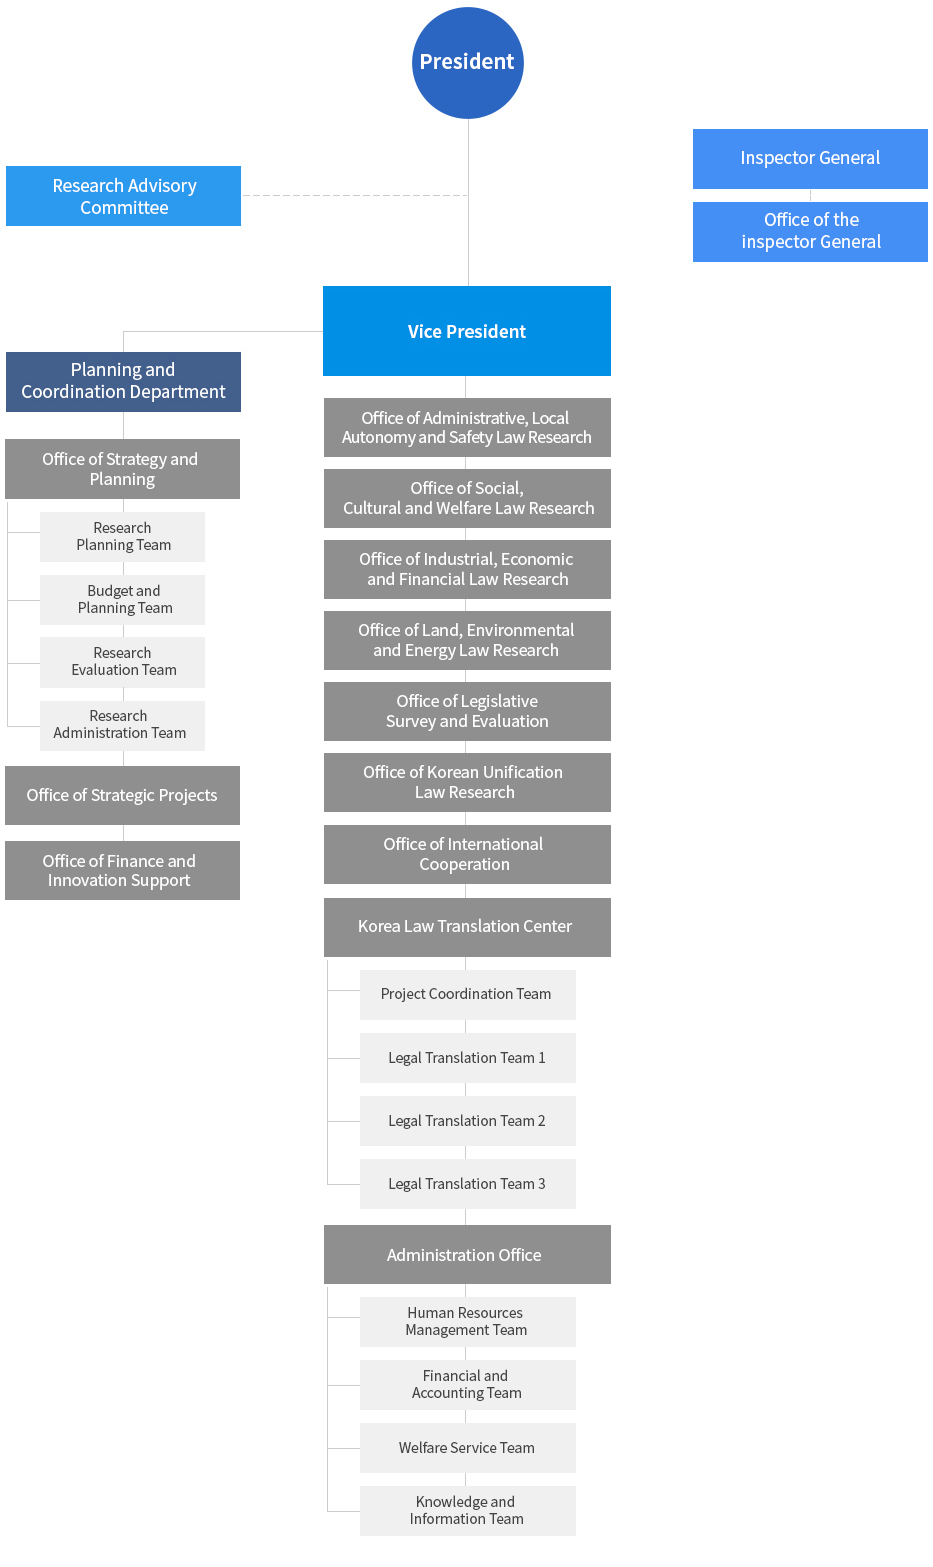 President
Inspector General
Research Advisory
Committee
Office of the
inspector General
Vice President
Planning and
Coordination Department
Office of Strategy and
Planning
Research
Planning Team
Budget and
Planning Team
Research
Evaluation Team
Research
Administration Team
Office of Strategic Projects
Office of Finance and
Innovation Support
Office of Administrative, Local
Autonomy and Safety Law Research
Office of Social,
Cultural and Welfare Law Research
Office of Industrial, Economic
and Financial Law Research
Office of Land, Environmental
and Energy Law Research
Office of Legislative
Survey and Evaluation
Office of Korean Unification
Law Research
Office of International
Cooperation
Korea Law Translation Center
Project Coordination Team
Legal Translation Team 1
Legal Translation Team 2
Legal Translation Team 3
Administration Office
Human Resources
Management Team
Financial and
Accounting Team
Welfare Service Team
Knowledge and
Information Team